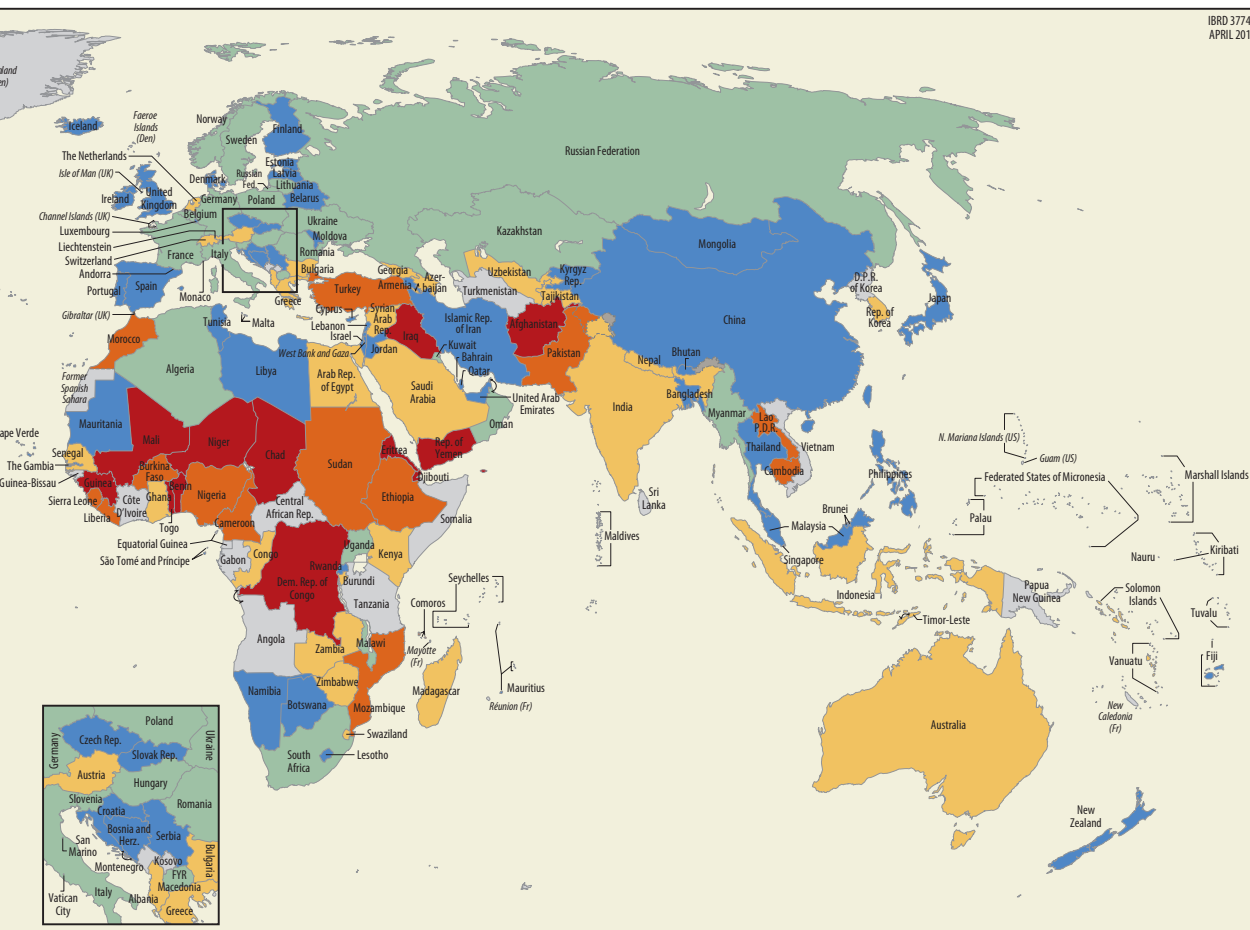 IBRD 3774
APRIL 201
land
en)
Iceland
Faeroe
Islands
(Den)
Norway
Sweden
Finland
Russian Federation
The Netherlands
Isle of Man (UK)
Estonia
Latvia
Russian
Fed.
Lithuania
Denmark
United
Kingdom
Ireland
Germany
Poland
Belarus
Channel Islands (UK)
Belgium
Luxembourg
Ukraine
Moldova
Liechtenstein
Switzerland
France
Italy
Romania
Andorra
Bulgaria
Portugal
Spain
Monaco
Greece
Gibraltar (UK)
Kazakhstan
Mongolia
Georgia
Armenia
Azer-
baijan
Uzbekistan
Kyrgyz
Rep.
Turkmenistan
Tajikistan
D.P.R.
of Korea
Rep. of
Korea
Japan
China
Turkey
Cyprus
Syrian
Arab
Rep.
Lebanon
Israel
West Bank and Gaza
Jordan
Iraq
Islamic Rep.
of Iran
Afghanistan
Pakistan
Kuwait
Bahrain
Qatar
United Arab
Emirates
Saudi
Arabia
Oman
Rep. of
Yemen
Nepal
Bhutan
Bangladesh
India
Myanmar
Lao
P.D.R.
Thailand
Vietnam
Cambodia
Sri
Lanka
Maldives
Philippines
Brunei
Malaysia
Singapore
Indonesia
Timor-Leste
Papua
New Guinea
N. Mariana Islands (US)
Guam (US)
Federated States of Micronesia
Marshall Islands
Palau
Nauru
Kiribati
Solomon
Islands
Tuvalu
Vanuatu
i
Fiji
New
Caledonia
(Fr)
Australia
New
Zealand
Tunisia
Malta
Morocco
Algeria
Libya
Arab Rep.
of Egypt
Former
Spanish
Sahara
Mauritania
ape Verde
Mali
Niger
Chad
Sudan
Eritrea
Djibouti
Senegal
The Gambia
Guinea-Bissau
Guinea
Burkina
Faso
Benin
Sierra Leone
Liberia
Côte
D'Ivoire
Ghana
Togo
Nigeria
Cameroon
Central
African Rep.
Ethiopia
Somalia
Equatorial Guinea
São Tomé and Príncipe
Gabon
Congo
Dem. Rep. of
Congo
Uganda
Rwanda
Burundi
Kenya
Tanzania
Seychelles
Comoros
Mayotte
(Fr)
Angola
Zambia
Malawi
Zimbabwe
Mozambique
Madagascar
Mauritius
Réunion (Fr)
Namibia
Botswana
Swaziland
Lesotho
South
Africa
Germany
Poland
Ukraine
Czech Rep.
Slovak Rep.
Austria
Hungary
Slovenia
Croatia
Romania
Bosnia and
Herz.
Serbia
San
Marino
Montenegro
Kosovo
Bulgaria
FYR
Macedonia
Vatican
City
Italy
Albania
Greece